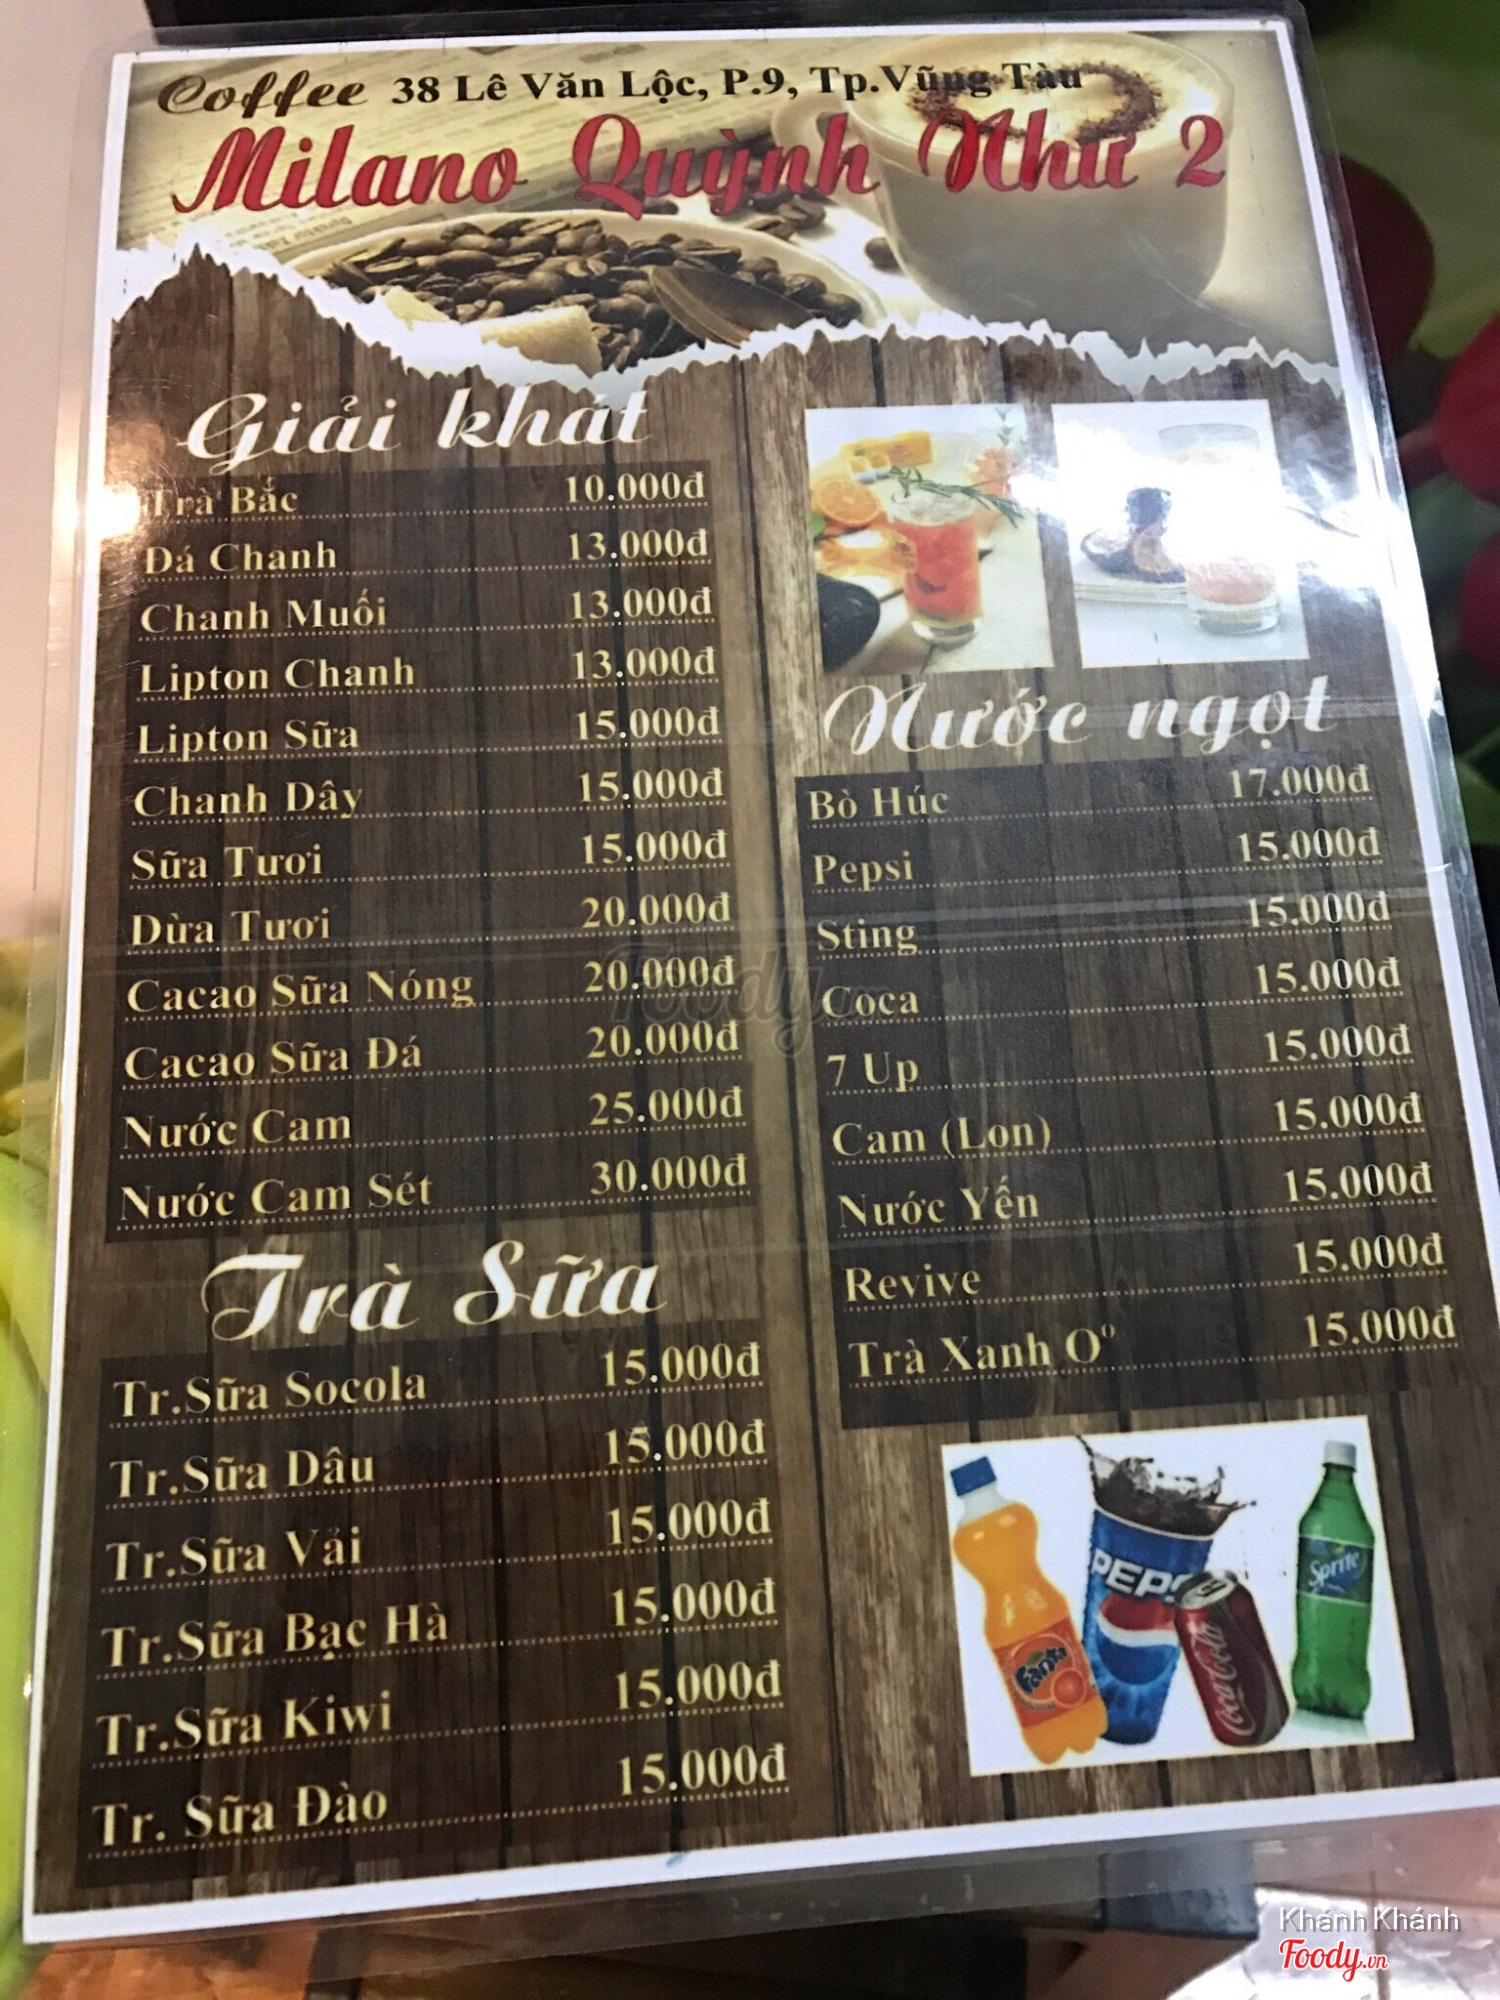 Coffee 38 Lê Văn Lộc, P.9, Tp.Vũng Tàu
Milano Quỳnh Như 2
Giải khát
Trà Bắc 10.000đ
Đá Chanh 13.000đ
Chanh Muối 13.000đ
Lipton Chanh 13.000đ
Lipton Sữa 15.000đ
Chanh Dây 15.000đ
Sữa Tươi 15.000đ
Dừa Tươi 20.000đ
Cacao Sữa Nóng 20.000đ
Cacao Sữa Đá 20.000đ
Nước Cam 25.000đ
Nước Cam Sét 30.000đ
Trà Sữa
Tr.Sữa Socola 15.000đ
Tr.Sữa Dâu 15.000đ
Tr.Sữa Vải 15.000đ
Tr.Sữa Bạc Hà 15.000đ
Tr.Sữa Kiwi 15.000đ
Tr. Sữa Đào 15.000đ
Nước ngọt
Bò Húc 17.000đ
Pepsi 15.000đ
Sting 15.000đ
Coca 15.000đ
7 Up 15.000đ
Cam (Lon) 15.000đ
Nước Yến 15.000đ
Revive 15.000đ
Trà Xanh Oº 15.000đ
Fanta
PEPS
Coca-Cola
Sprite
Foody
Khánh Khánh
Foody.vn